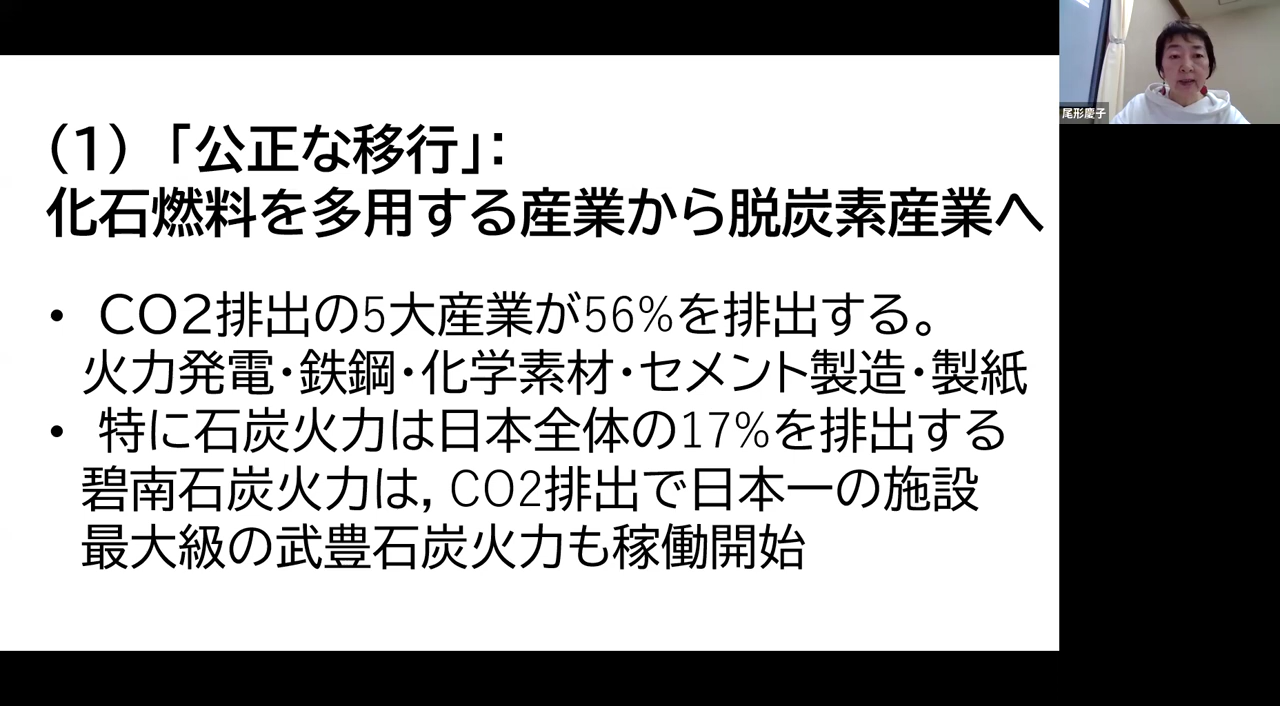 (1)「公正な移行」:
化石燃料を多用する産業から脱炭素産業へ
• CO2排出の5大産業が56%を排出する。
火力発電・鉄鋼・化学素材・セメント製造・製紙
• 特に石炭火力は日本全体の17%を排出する
碧南石炭火力は, CO2排出で日本一の施設
最大級の武豊石炭火力も稼働開始
尾形慶子